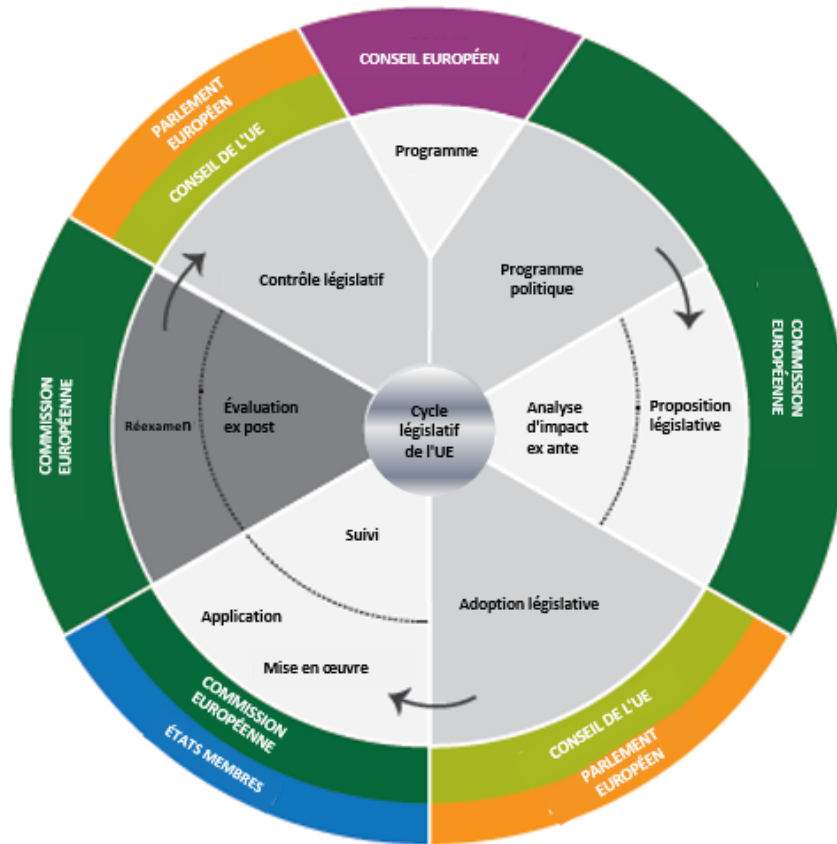 CONSEIL EUROPÉEN
Programme
COMMISSION
EUROPÉENNE
Programme
politique
Analyse
d'impact
ex ante
Proposition
législative
Adoption législative
CONSEIL DE L'UE
PARLEMENT
EUROPÉEN
Suivi
Application
Mise en œuvre
COMMISSION
EUROPÉENNE
ÉTATS MEMBRES
COMMISSION
EUROPÉENNE
Réexamen
Évaluation
ex post
PARLEMENT
EUROPÉEN
CONSEIL DE L'UE
Contrôle législatif
Cycle
législatif
de l'UE